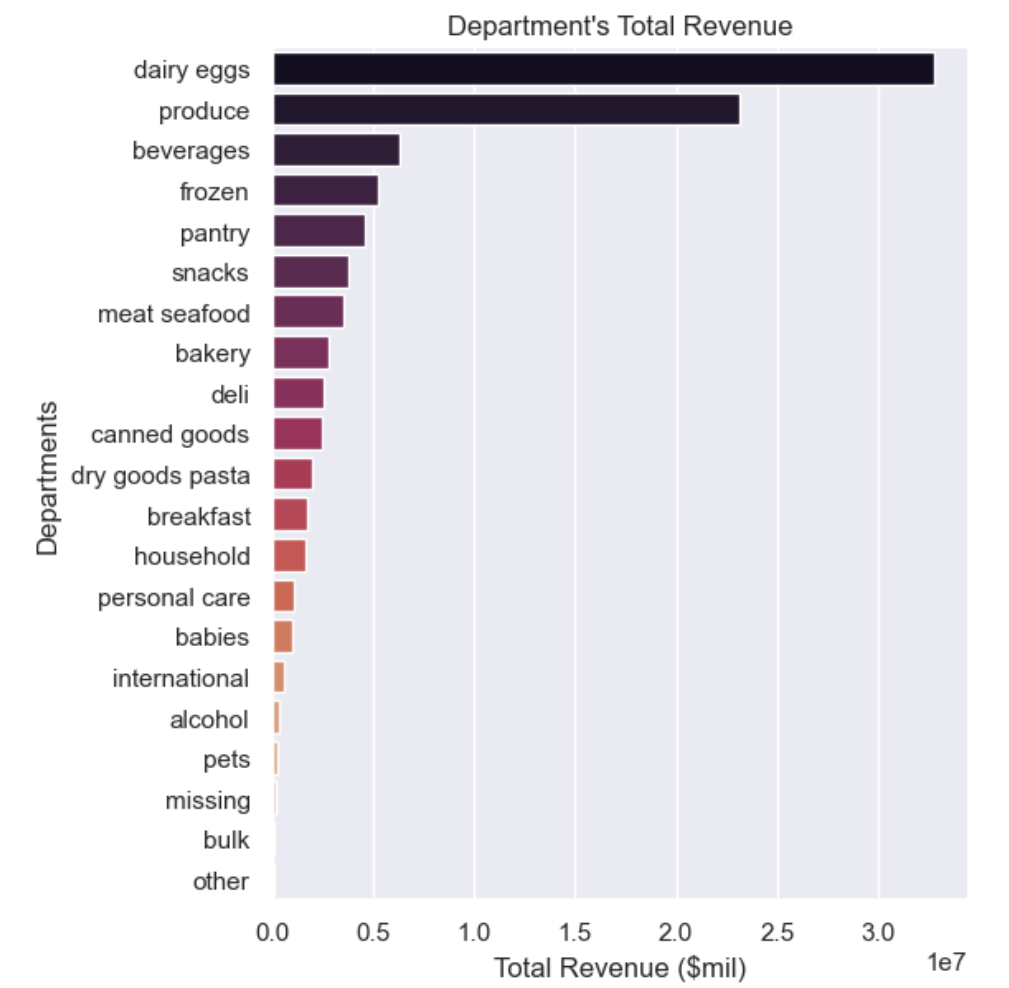 Department's Total Revenue
dairy eggs
produce
beverages
frozen
pantry
snacks
meat seafood
bakery
deli
canned goods
dry goods pasta
breakfast
household
personal care
babies
international
alcohol
pets
missing
bulk
other
Departments
0.0 0.5 1.0 1.5 2.0 2.5 3.0
1e7
Total Revenue ($mil)